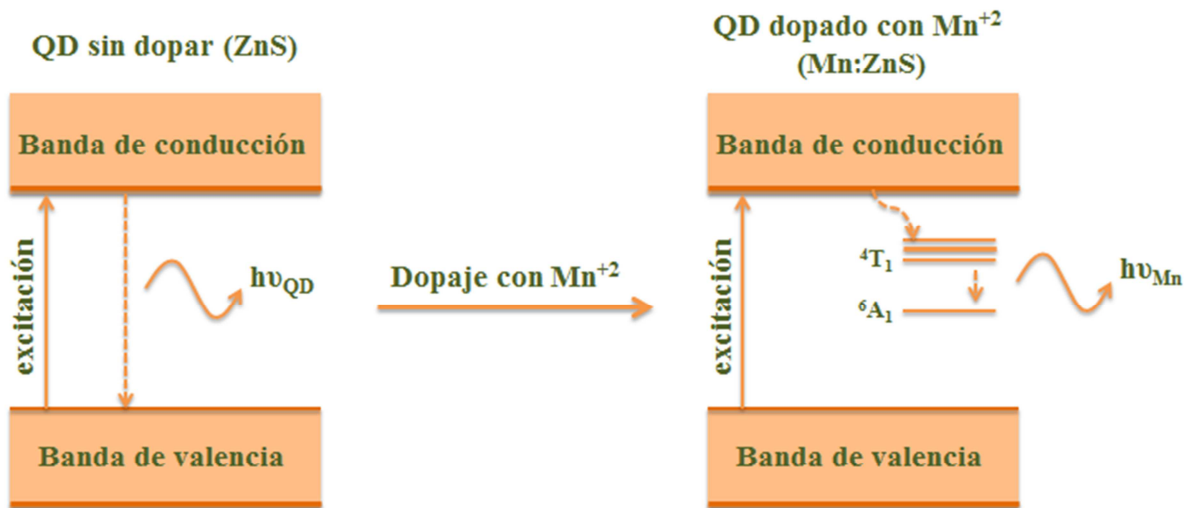 QD sin dopar (ZnS)
Banda de conducción
excitación
hυQD
Banda de valencia
Dopaje con Mn+2
QD dopado con Mn+2
(Mn:ZnS)
Banda de conducción
excitación
4T1
6A1
hυMn
Banda de valencia